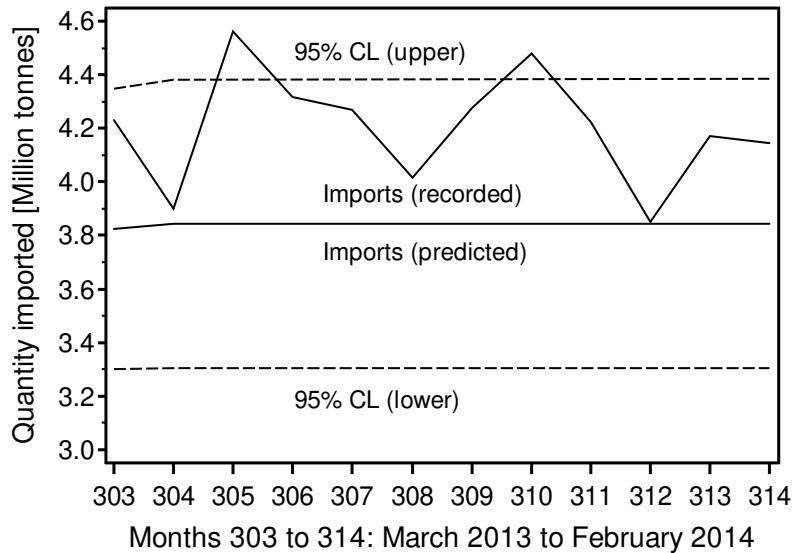 Quantity imported [Million tonnes]
4.6
4.4
4.2
4.0
3.8
3.6
3.4
3.2
3.0
95% CL (upper)
Imports (recorded)
Imports (predicted)
95% CL (lower)
303 304 305 306 307 308 309 310 311 312 313 314
Months 303 to 314: March 2013 to February 2014